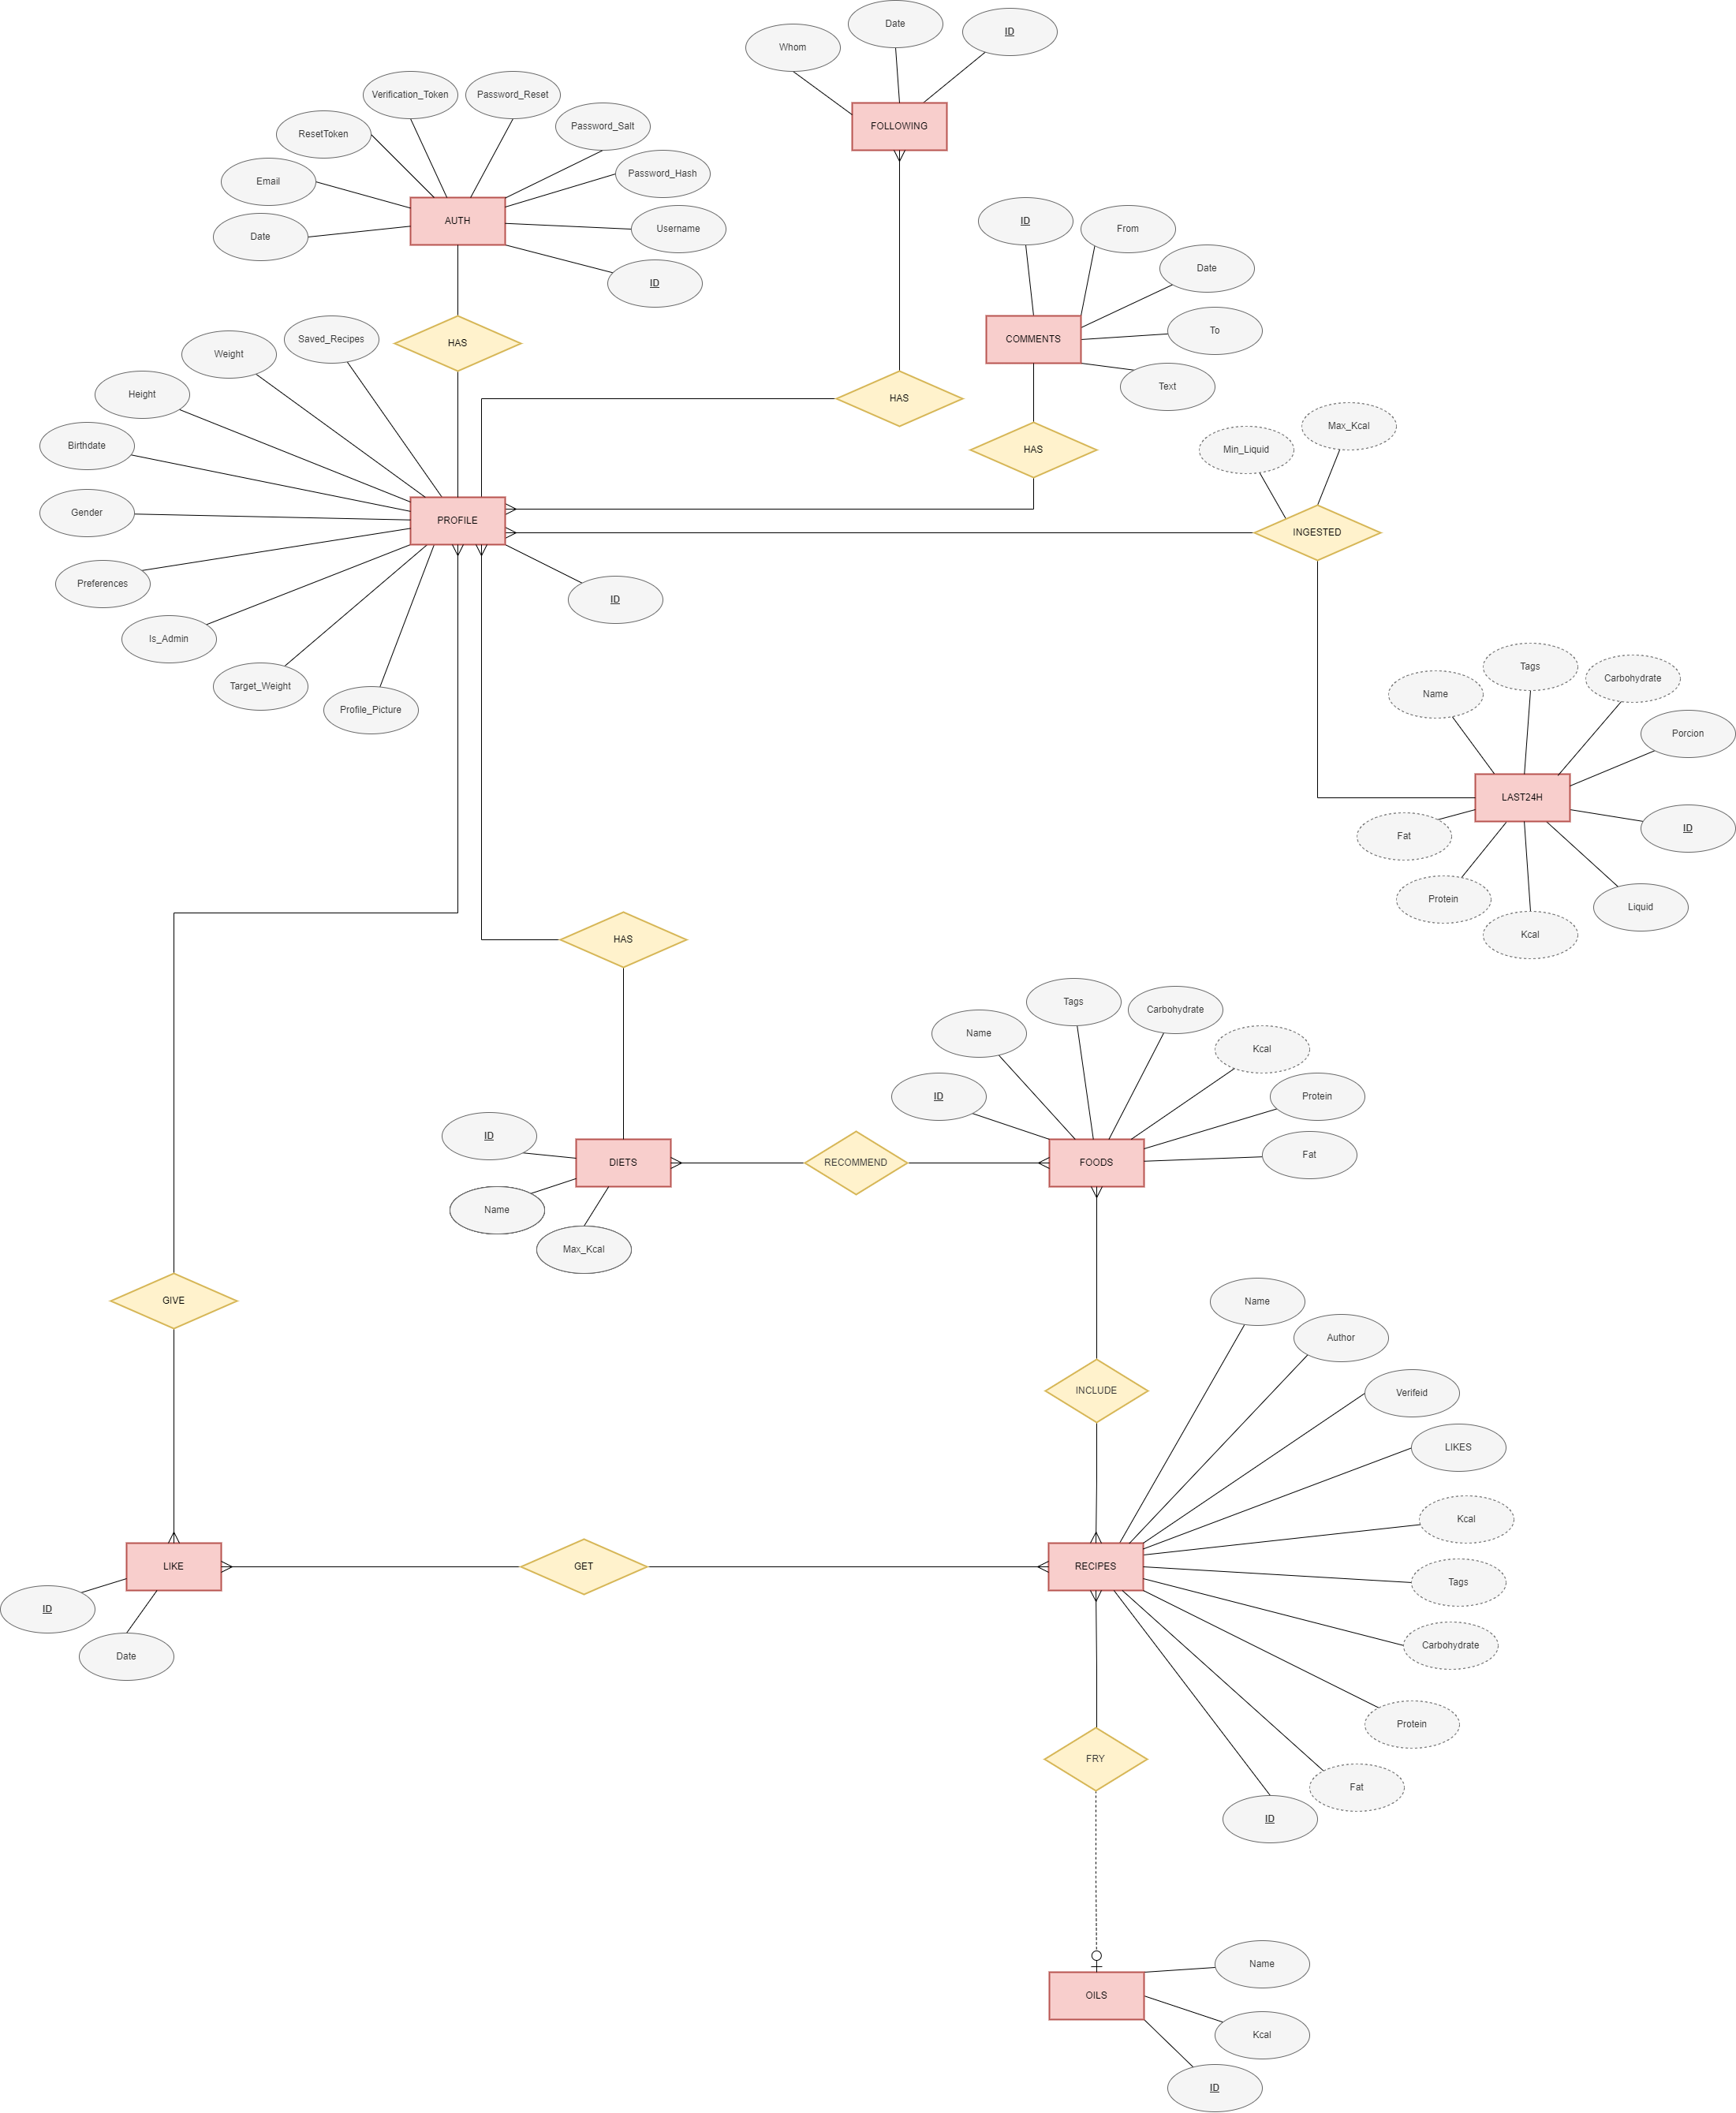 Date
ID
Whom
Verification_Token
Password_Reset
FOLLOWING
Password_Salt
ResetToken
Password_Hash
Email
AUTH
ID
From
Username
Date
Date
ID
To
COMMENTS
Saved_Recipes
HAS
Weight
Text
Height
HAS
Max_Kcal
Birthdate
HAS
Min_Liquid
Gender
PROFILE
INGESTED
Preferences
ID
Is_Admin
Tags
Carbohydrate
Target_Weight
Name
Profile_Picture
Porcion
LAST24H
ID
Fat
Protein
Liquid
Kcal
HAS
Tags
Carbohydrate
Name
Kcal
ID
Protein
ID
DIETS
RECOMMEND
FOODS
Fat
Name
Max_Kcal
GIVE
Name
Author
INCLUDE
Verifeid
LIKES
Kcal
LIKE
GET
RECIPES
Tags
ID
Carbohydrate
Date
Protein
FRY
Fat
ID
Name
OILS
Kcal
ID